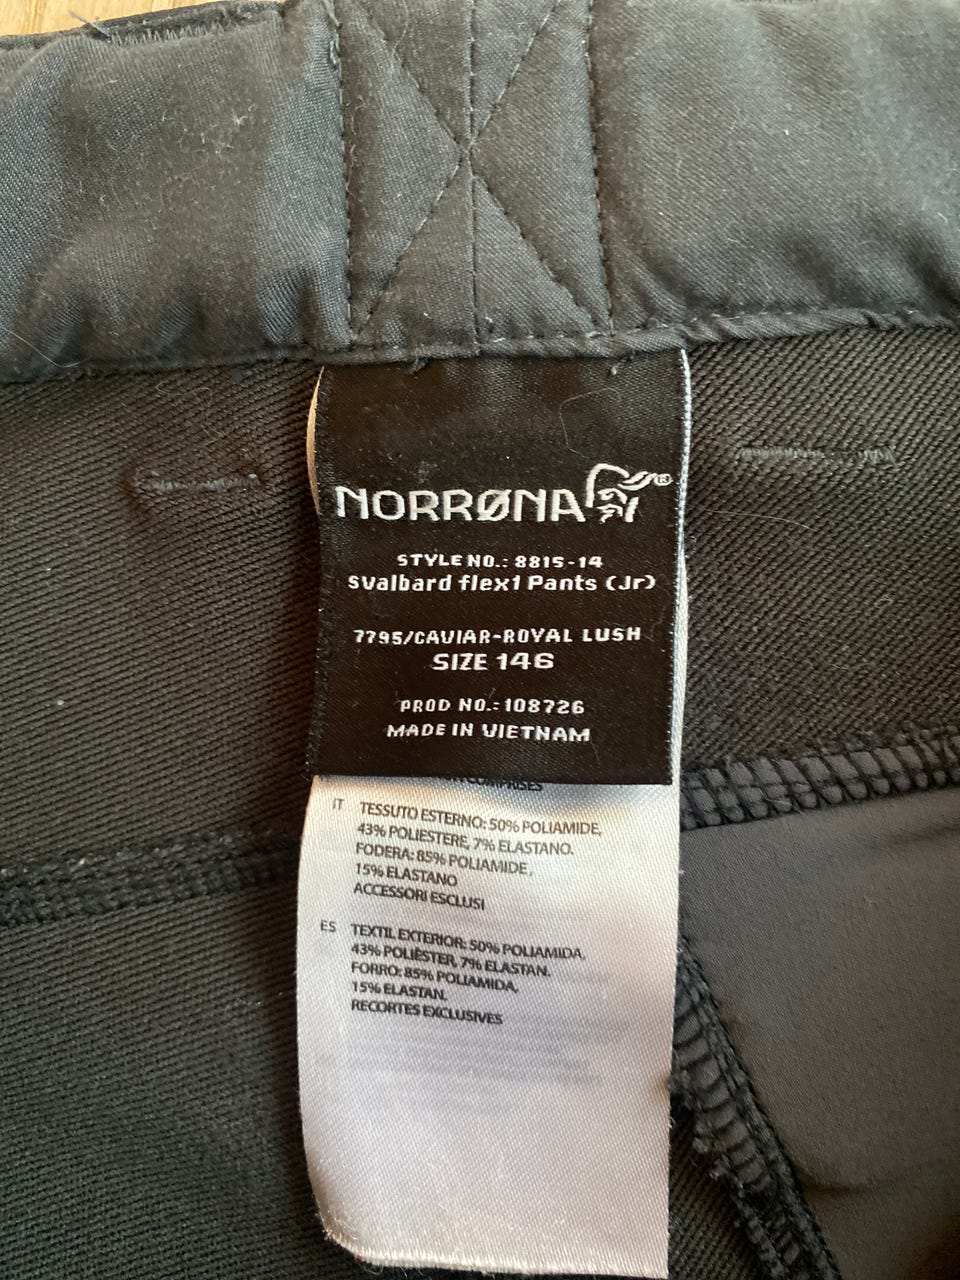 NORRØNA®
STYLE NO.: 8815-14
svalbard flex1 Pants (Jr)
7795/CAVIAR-ROYAL LUSH
SIZE 146
PROD NO.: 108726
MADE IN VIETNAM
COMPRISES
IT TESSUTO ESTERNO: 50% POLIAMIDE,
43% POLIESTERE, 7% ELASTANO.
FODERA: 85% POLIAMIDE,
15% ELASTANO
ACCESSORI ESCLUSI
ES TEXTIL EXTERIOR: 50% POLIAMIDA,
43% POLIÈSTER, 7% ELASTAN.
FORRO: 85% POLIAMIDA,
15% ELASTAN.
RECORTES EXCLUSIVES